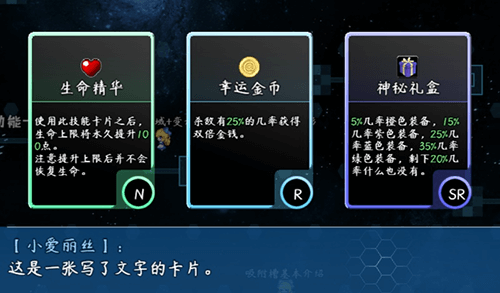 生命精华
使用此技能卡片之后，
生命上限将永久提升10
0点。
注意提升上限后并不会
恢复生命。
N
幸运金币
杀敌有25%的几率获得
双倍金钱。
R
神秘礼盒
5%几率橙色装备，15%
几率紫色装备，25%几
率蓝色装备，35%几率
绿色装备，剩下20%几
率什么也没有。
SR
【小爱丽丝】：
这是一张写了文字的卡片。